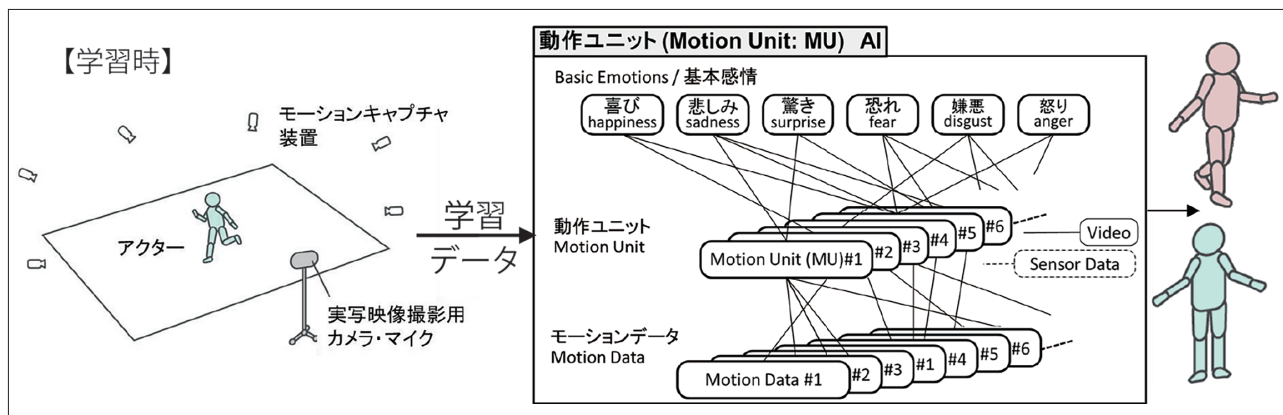 【学習時】
モーションキャプチャ
装置
アクター
実写映像撮影用
カメラ・マイク
学習
データ
動作ユニット (Motion Unit: MU) AI
Basic Emotions / 基本感情
喜び
happiness
悲しみ
sadness
驚き
surprise
恐れ
fear
嫌悪
disgust
怒り
anger
動作ユニット
Motion Unit
Motion Unit (MU)#1
#2
#3
#4
#5
#6
Video
Sensor Data
モーションデータ
Motion Data
Motion Data #1
#2
#3
#1
#4
#5
#6